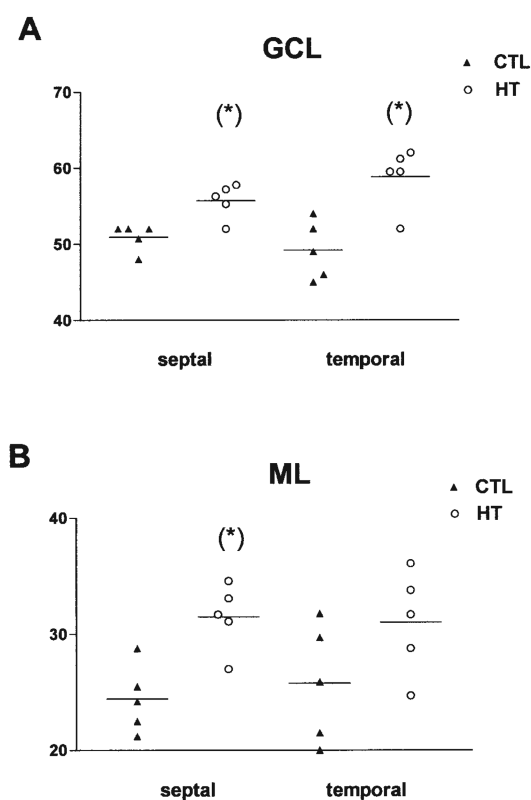 A
GCL
▲ CTL
○ HT
70
(*) (*)
60
50
40
septal temporal
B
ML
▲ CTL
○ HT
40
(*)
30
20
septal temporal